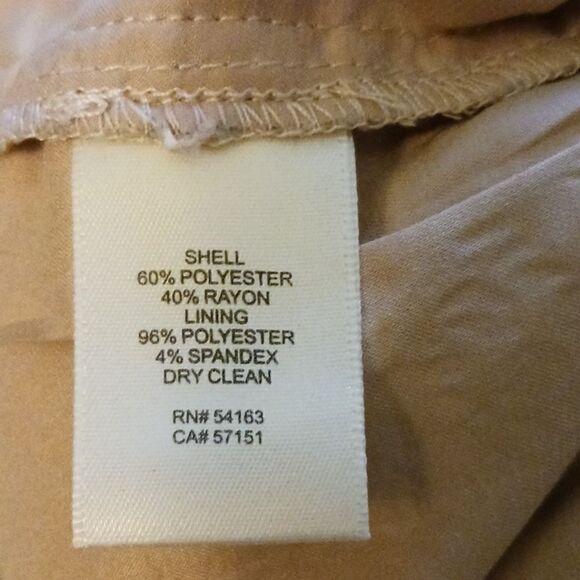 SHELL
60% POLYESTER
40% RAYON
LINING
96% POLYESTER
4% SPANDEX
DRY CLEAN
RN# 54163
CA# 57151